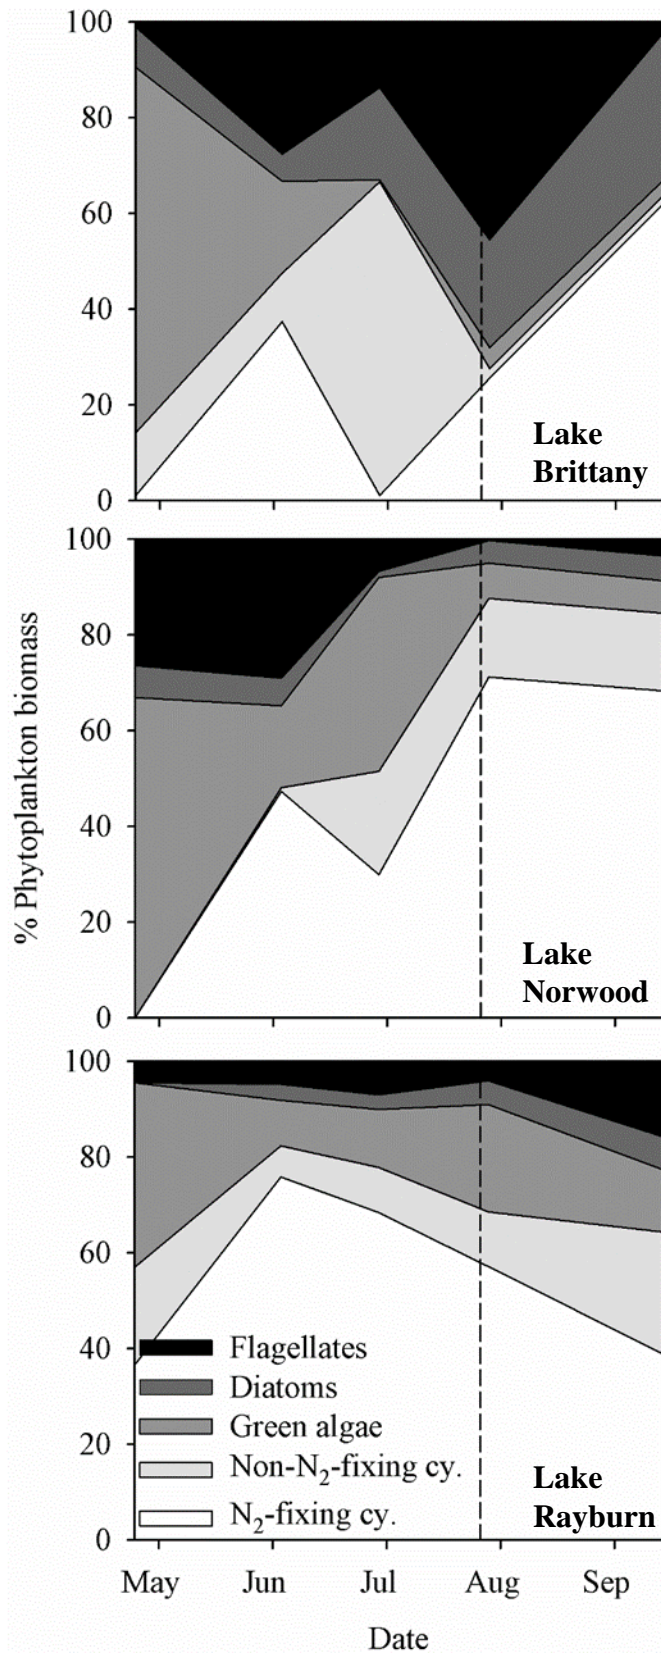 100
80
60
40
20
0
Lake
Brittany
100
80
60
40
20
0
Lake
Norwood
% Phytoplankton biomass
100
80
60
40
20
0
Flagellates
Diatoms
Green algae
Non-N₂-fixing cy.
N₂-fixing cy.
Lake
Rayburn
May Jun Jul Aug Sep
Date